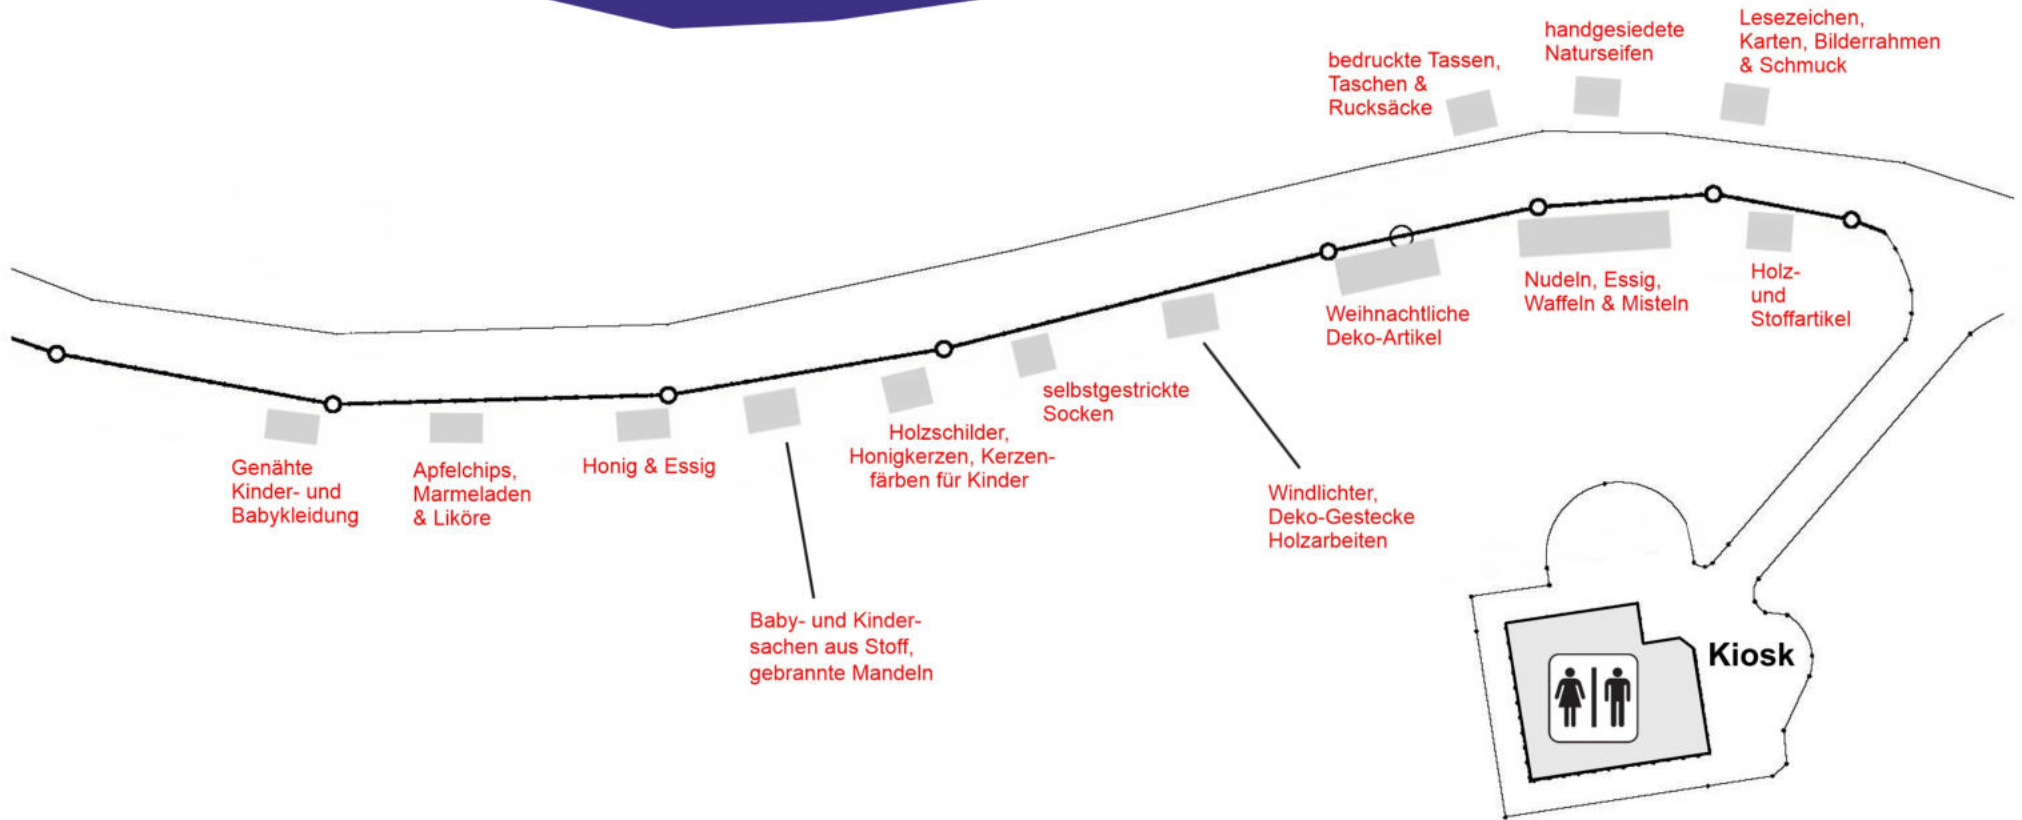 bedruckte Tassen,
Taschen &
Rucksäcke
handgesiedete
Naturseifen
Lesezeichen,
Karten, Bilderrahmen
& Schmuck
Genähte
Kinder- und
Babykleidung
Apfelchips,
Marmeladen
& Liköre
Honig & Essig
Baby- und Kinder-
sachen aus Stoff,
gebrannte Mandeln
Holzschilder,
Honigkerzen, Kerzen-
färben für Kinder
selbstgestrickte
Socken
Windlichter,
Deko-Gestecke
Holzarbeiten
Weihnachtliche
Deko-Artikel
Nudeln, Essig,
Waffeln & Misteln
Holz-
und
Stoffartikel
Kiosk